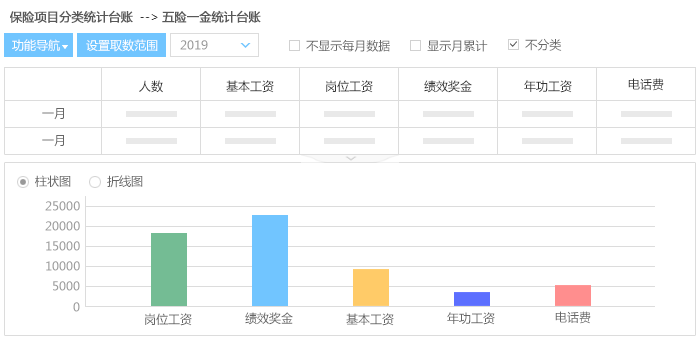 保险项目分类统计台账 --> 五险一金统计台账
功能导航 设置取数范围 2019 不显示每月数据 显示月累计 不分类
人数 基本工资 岗位工资 绩效奖金 年功工资 电话费
一月
一月
柱状图 折线图
25000
20000
15000
10000
5000
0
岗位工资 绩效奖金 基本工资 年功工资 电话费